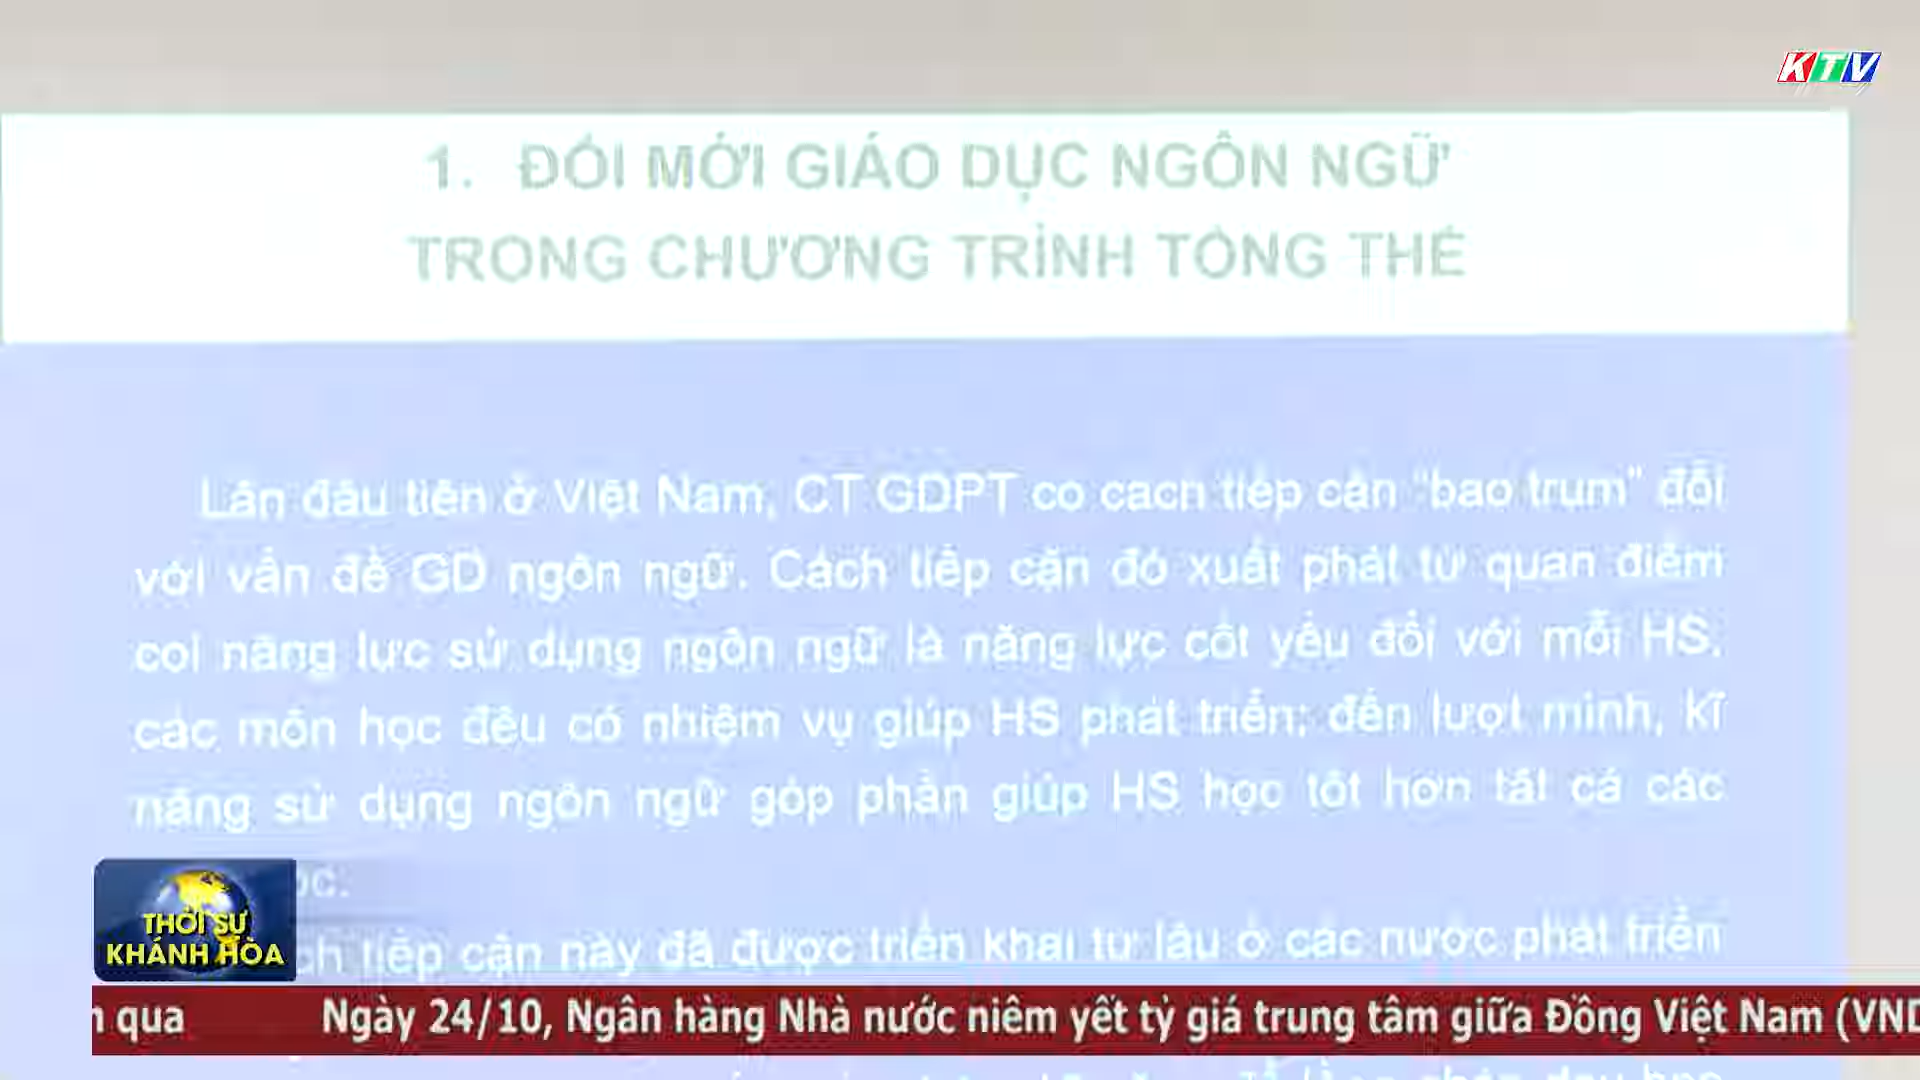 KTV
1. ĐỔI MỚI GIÁO DỤC NGÔN NGỮ
TRONG CHƯƠNG TRÌNH TỔNG THỂ
Lần đầu tiên ở Việt Nam, CT GDPT có cách tiếp cận “bao trùm” đối
với vấn đề GD ngôn ngữ. Cách tiếp cận đó xuất phát từ quan điểm
coi năng lực sử dụng ngôn ngữ là năng lực cốt yếu đối với mỗi HS,
các môn học đều có nhiệm vụ giúp HS phát triển; đến lượt mình, kĩ
năng sử dụng ngôn ngữ góp phần giúp HS học tốt hơn tất cả các
ọc.
ch tiếp cận này đã được triển khai từ lâu ở các nước phát triển
THỜI SỰ
KHÁNH HÒA
n qua Ngày 24/10, Ngân hàng Nhà nước niêm yết tỷ giá trung tâm giữa Đồng Việt Nam (VND